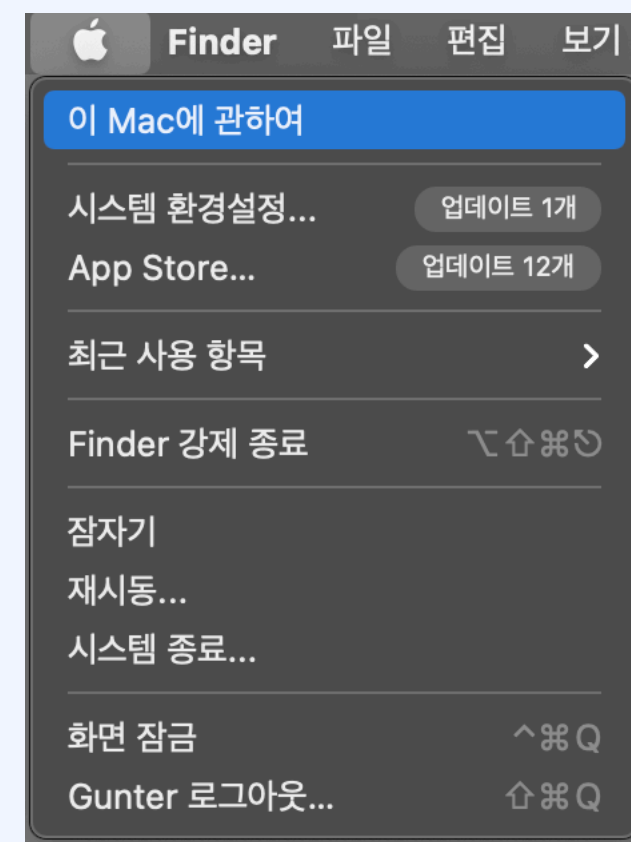 Finder 파일 편집 보기
이 Mac에 관하여
시스템 환경설정... 업데이트 1개
App Store... 업데이트 12개
최근 사용 항목
Finder 강제 종료 ⌥⇧⌘⎋
잠자기
재시동...
시스템 종료...
화면 잠금 ^⌘Q
Gunter 로그아웃... ⇧⌘Q